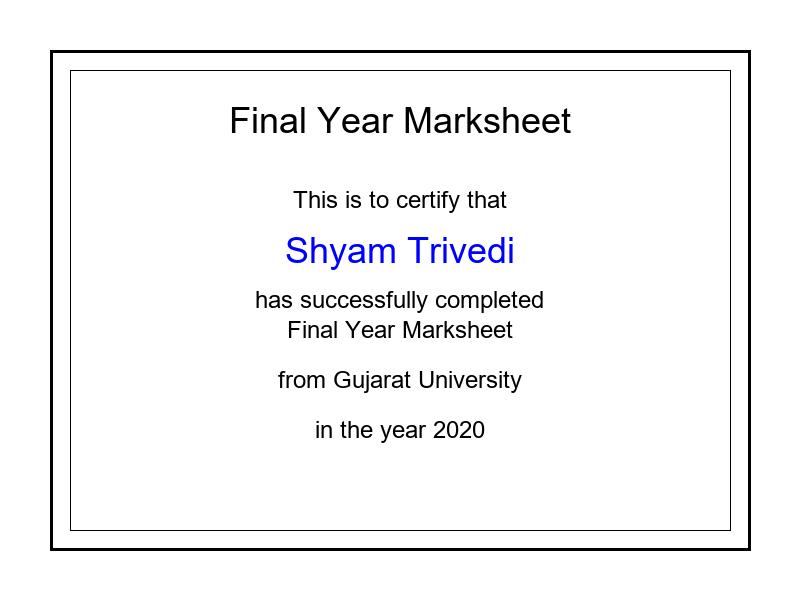 Final Year Marksheet
This is to certify that
Shyam Trivedi
has successfully completed
Final Year Marksheet
from Gujarat University
in the year 2020